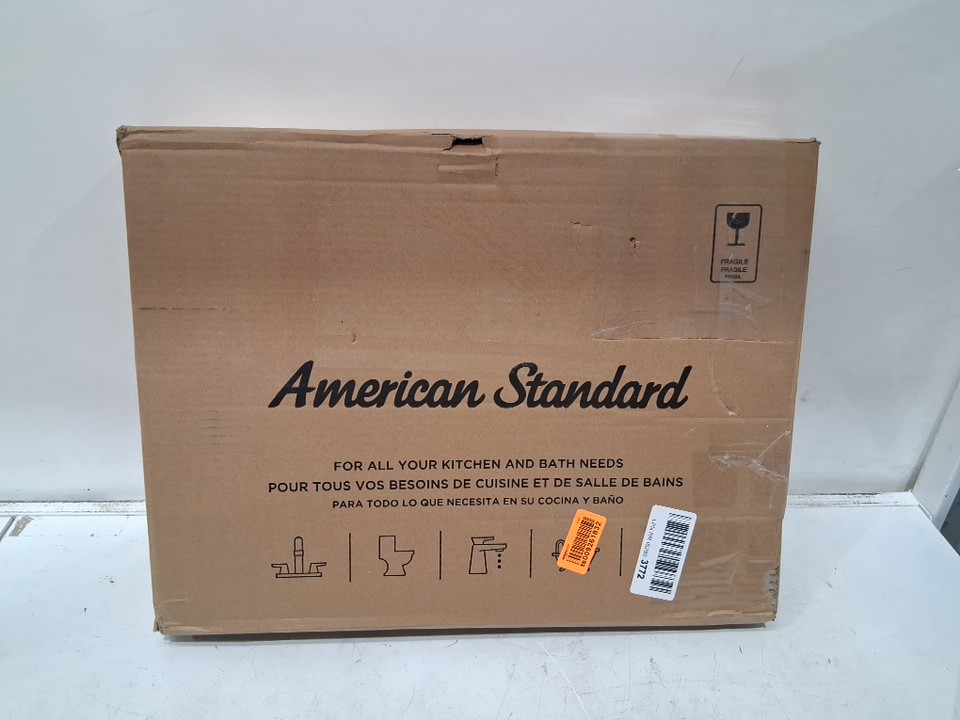 FRAGILE
FRAGILE
FRÁGIL
American Standard
FOR ALL YOUR KITCHEN AND BATH NEEDS
POUR TOUS VOS BESOINS DE CUISINE ET DE SALLE DE BAINS
PARA TODO LO QUE NECESITA EN SU COCINA Y BAÑO
3772